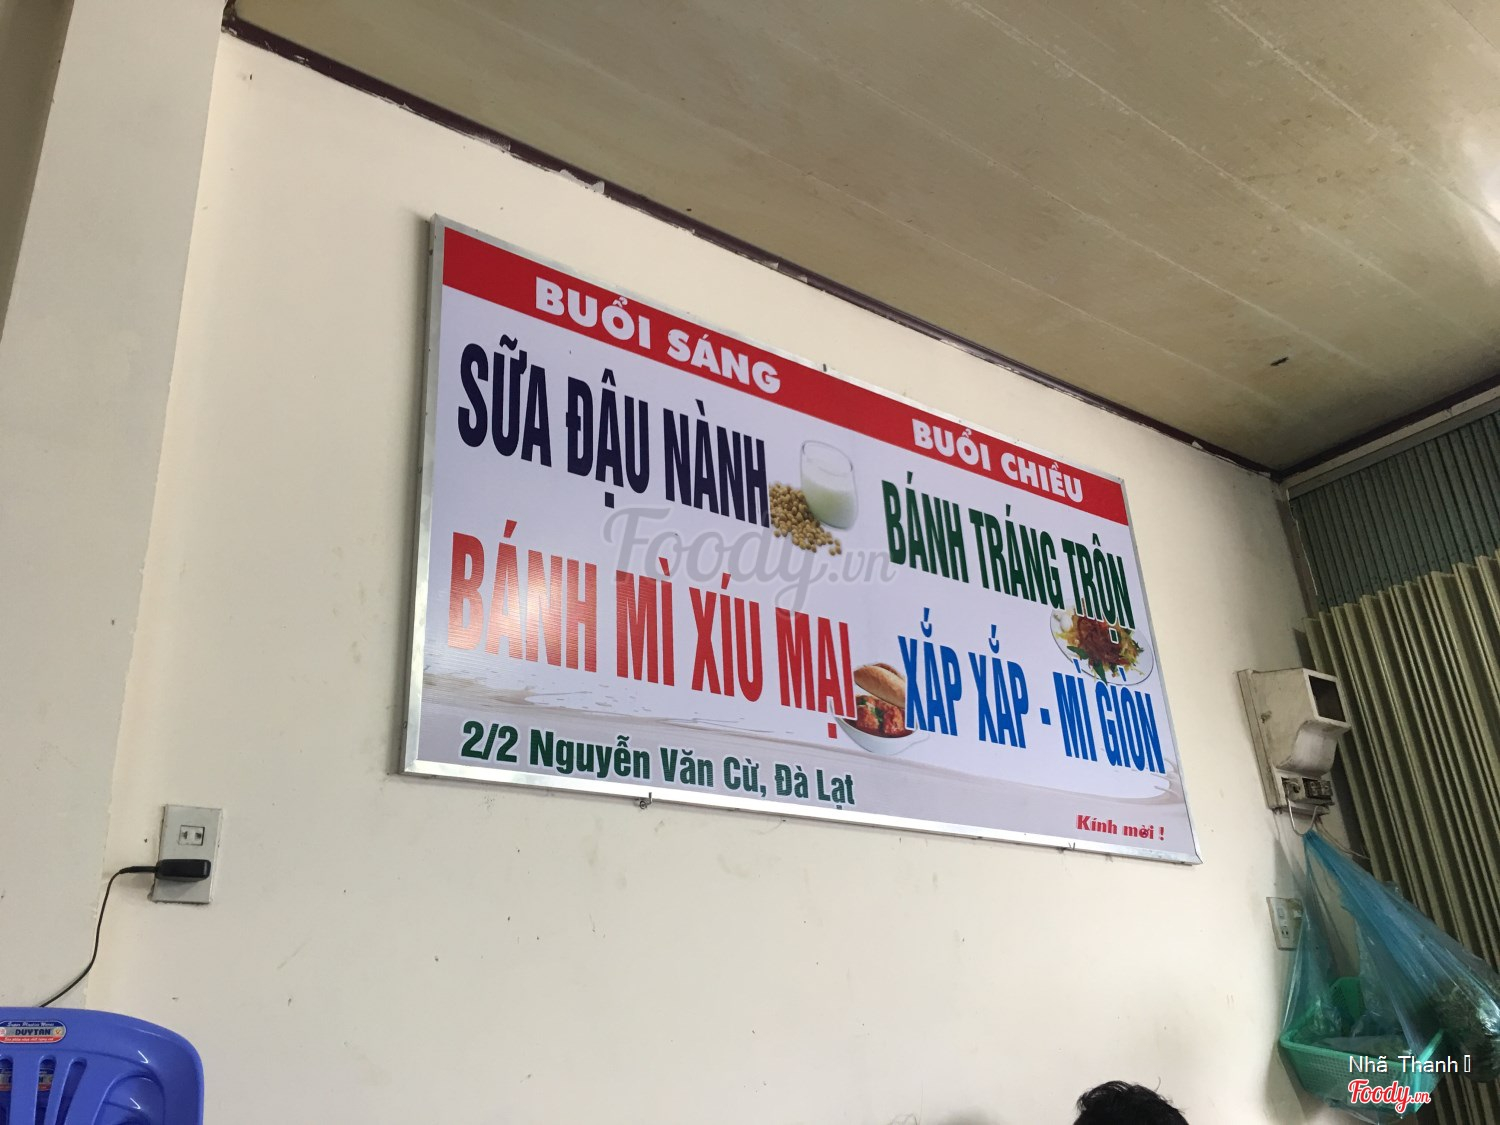 BUỔI SÁNG
SỮA ĐẬU NÀNH
BÁNH MÌ XÍU MẠI
2/2 Nguyễn Văn Cừ, Đà Lạt
BUỔI CHIỀU
BÁNH TRÁNG TRỘN
XẮP XẮP - MÌ GIÒN
Kính mời !
Foody.vn
DUYTAN
Nhã Thanh
Foody.vn